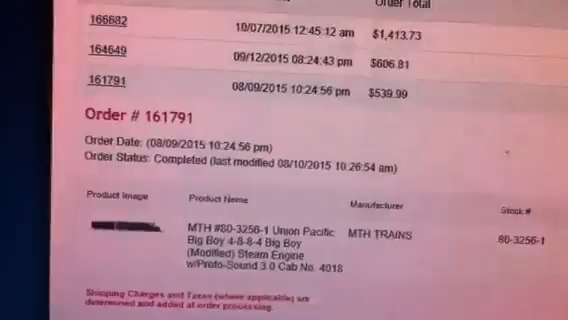 Order Total
166682 10/07/2015 12:45:12 am $1,413.73
164649 09/12/2015 08:24:43 pm $606.81
161791 08/09/2015 10:24:56 pm $539.99
Order # 161791
Order Date: (08/09/2015 10:24:56 pm)
Order Status: Completed (last modified 08/10/2015 10:26:54 am)
Product Image Product Name Manufacturer Stock #
MTH #80-3256-1 Union Pacific MTH TRAINS 80-3256-1
Big Boy 4-8-8-4 Big Boy
(Modified) Steam Engine
w/Proto-Sound 3.0 Cab No. 4018
Shipping Charges and Taxes (where applicable) are
determined and added at order processing.